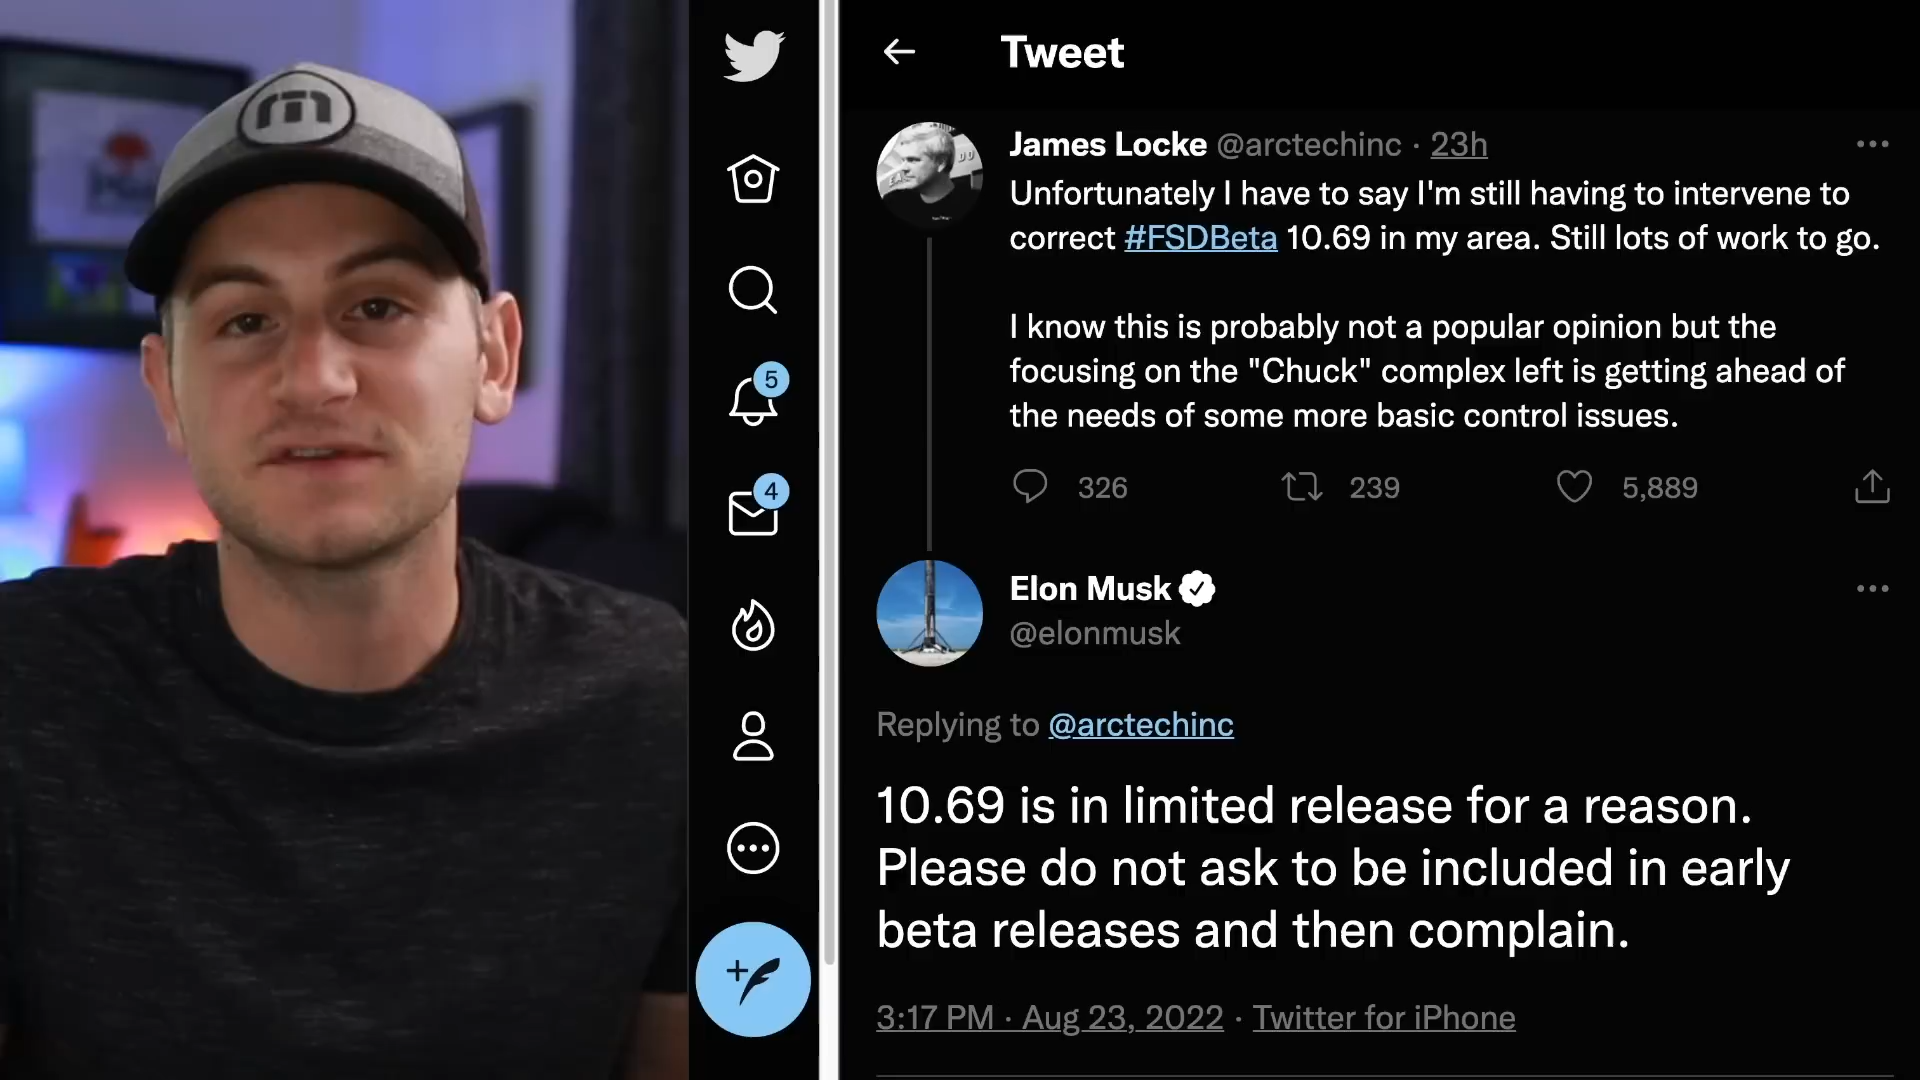 Tweet
James Locke @arctechinc · 23h
Unfortunately I have to say I'm still having to intervene to
correct #FSDBeta 10.69 in my area. Still lots of work to go.
I know this is probably not a popular opinion but the
focusing on the "Chuck" complex left is getting ahead of
the needs of some more basic control issues.
326 239 5,889
5
4
Elon Musk
@elonmusk
Replying to @arctechinc
10.69 is in limited release for a reason.
Please do not ask to be included in early
beta releases and then complain.
3:17 PM · Aug 23, 2022 · Twitter for iPhone